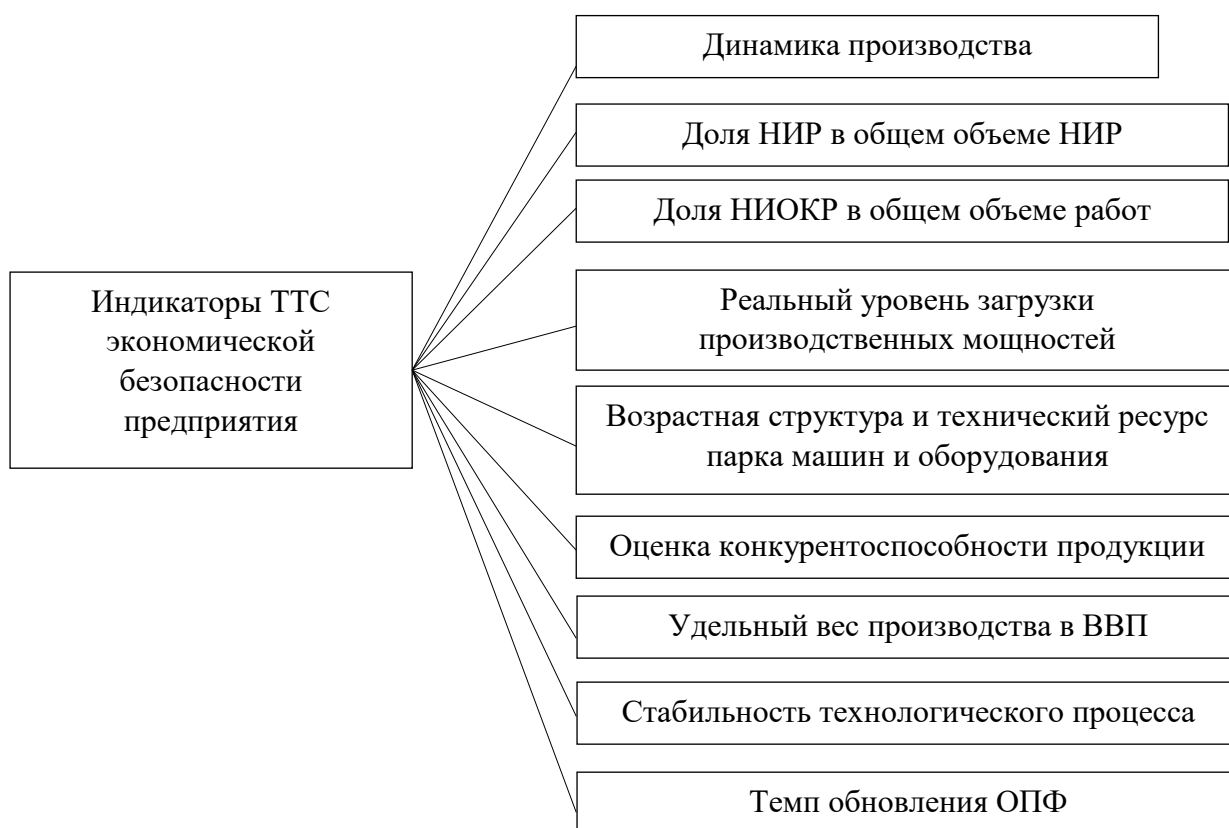 Динамика производства
Доля НИР в общем объеме НИР
Доля НИОКР в общем объеме работ
Индикаторы ТТС
экономической
безопасности
предприятия
Реальный уровень загрузки
производственных мощностей
Возрастная структура и технический ресурс
парка машин и оборудования
Оценка конкурентоспособности продукции
Удельный вес производства в ВВП
Стабильность технологического процесса
Темп обновления ОПФ